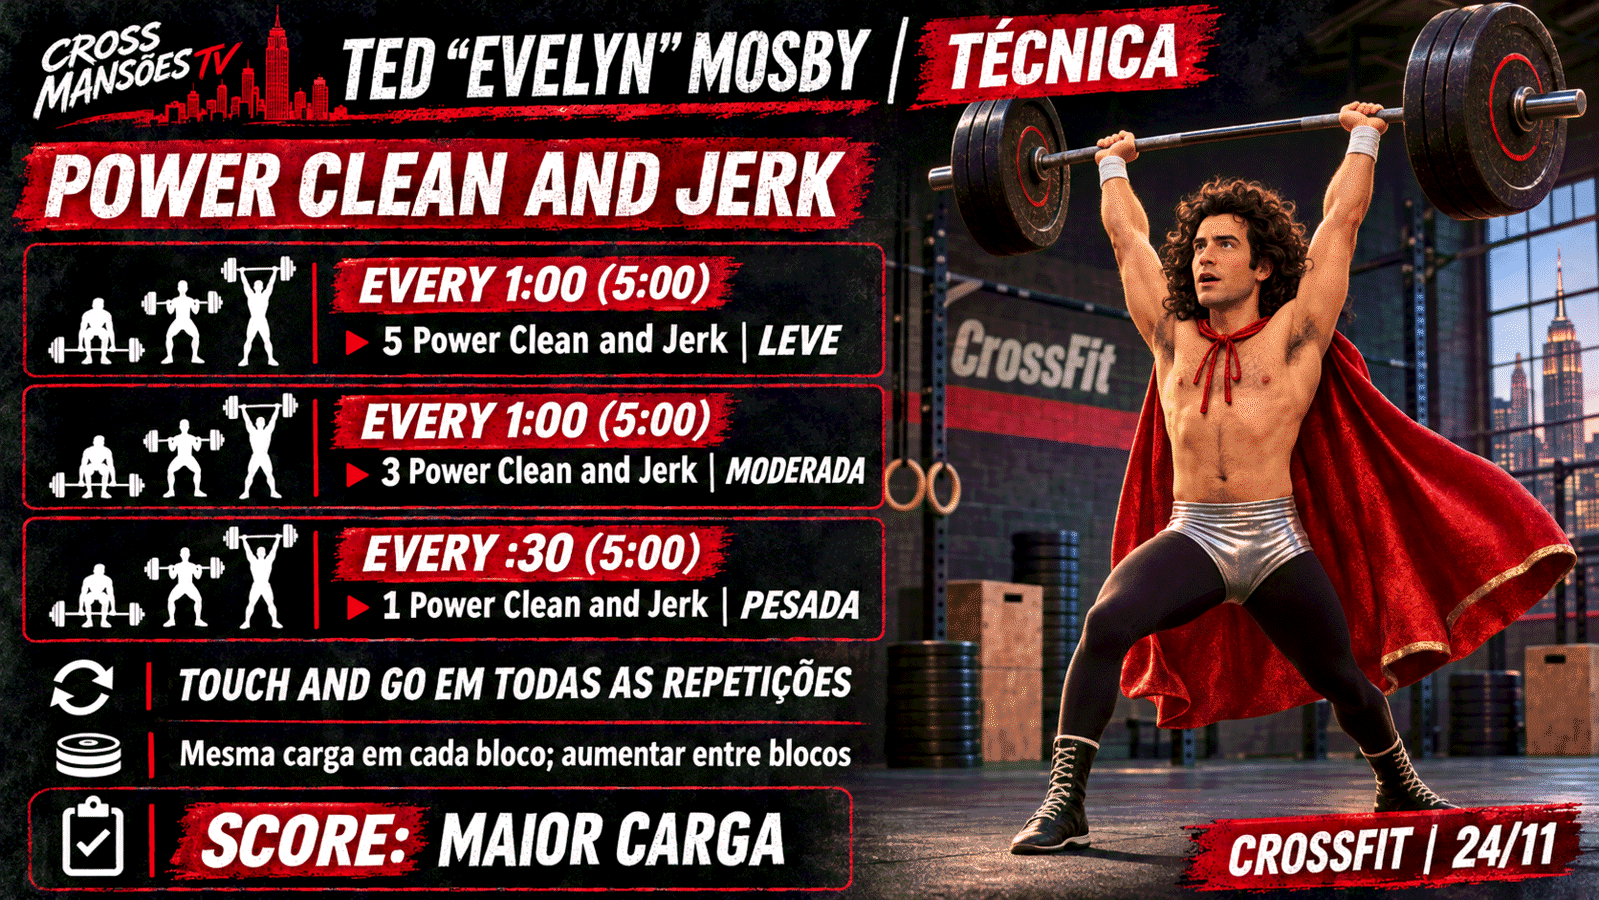 CROSS
MANSÕES TV
TED “EVELYN” MOSBY | TÉCNICA
POWER CLEAN AND JERK
EVERY 1:00 (5:00)
5 Power Clean and Jerk | LEVE
EVERY 1:00 (5:00)
3 Power Clean and Jerk | MODERADA
EVERY :30 (5:00)
1 Power Clean and Jerk | PESADA
TOUCH AND GO EM TODAS AS REPETIÇÕES
Mesma carga em cada bloco; aumentar entre blocos
SCORE: MAIOR CARGA
CrossFit
CROSSFIT | 24/11